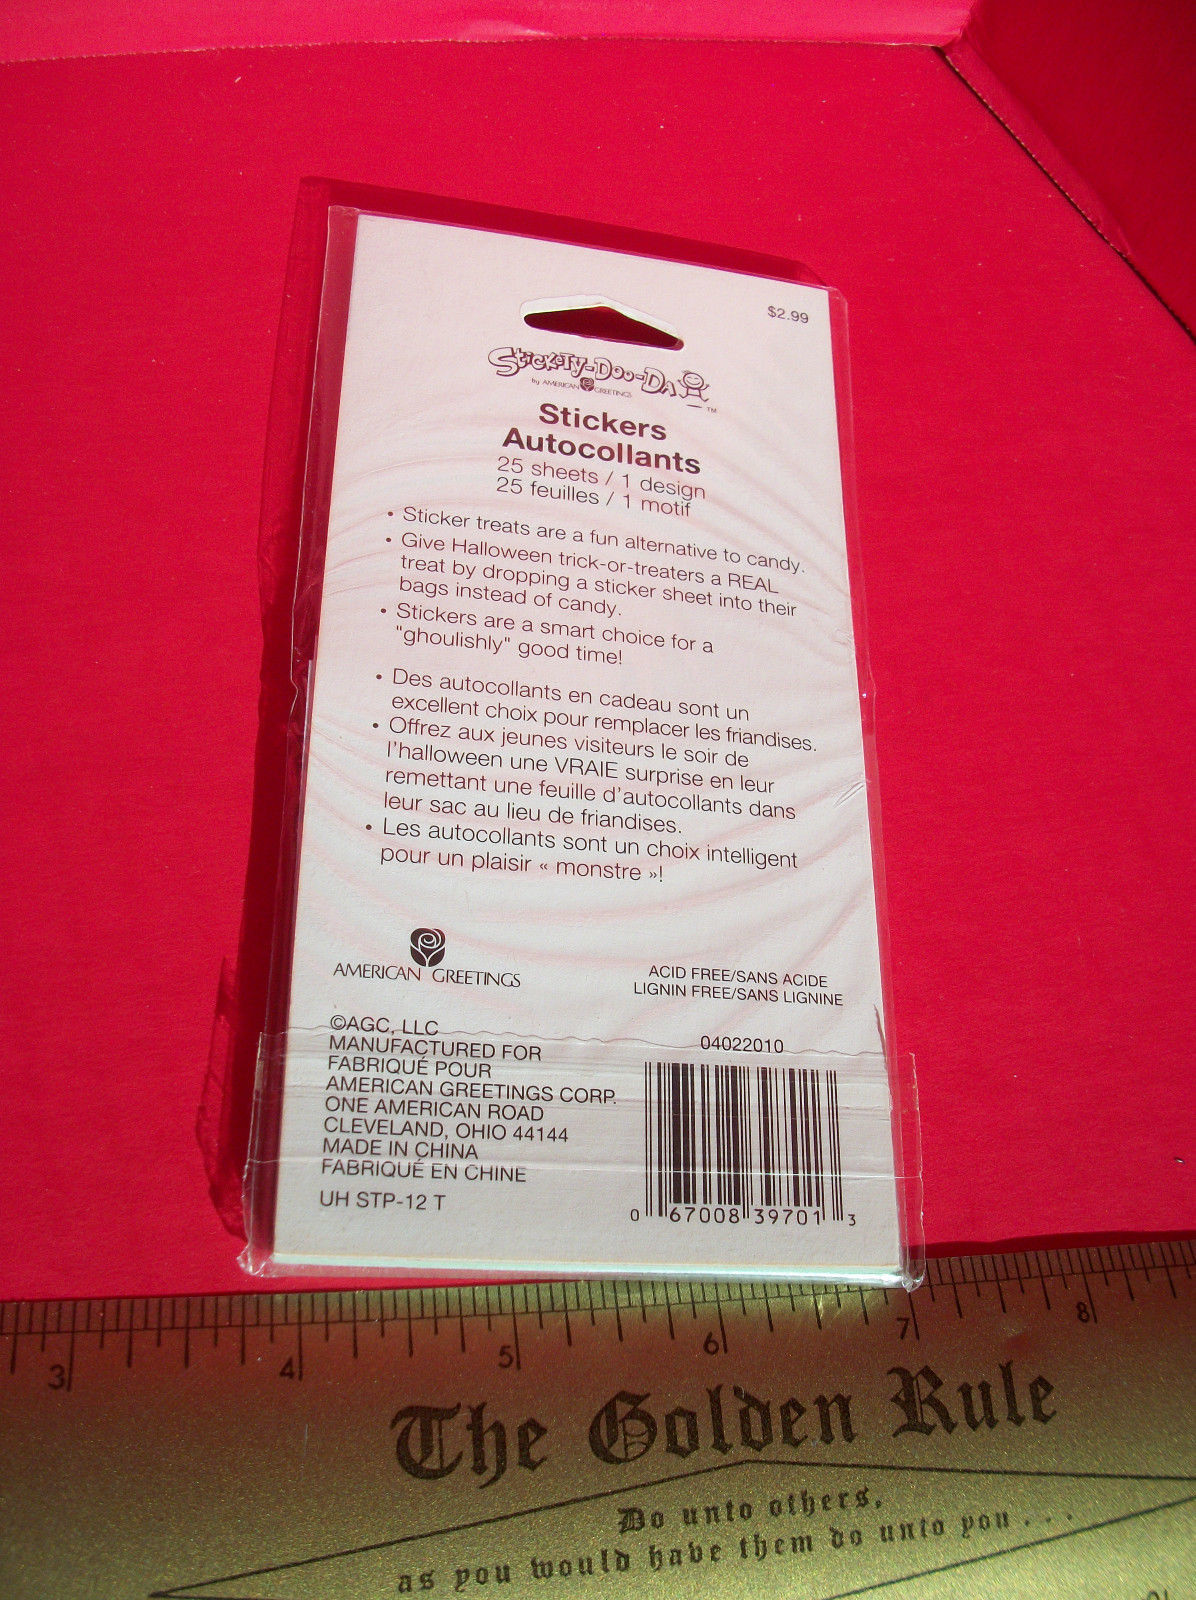 $2.99
Stickety-Doo-Da ™
by AMERICAN GREETINGS
Stickers
Autocollants
25 sheets / 1 design
25 feuilles / 1 motif
• Sticker treats are a fun alternative to candy.
• Give Halloween trick-or-treaters a REAL
treat by dropping a sticker sheet into their
bags instead of candy.
• Stickers are a smart choice for a
"ghoulishly" good time!
• Des autocollants en cadeau sont un
excellent choix pour remplacer les friandises.
• Offrez aux jeunes visiteurs le soir de
l'halloween une VRAIE surprise en leur
remettant une feuille d'autocollants dans
leur sac au lieu de friandises.
• Les autocollants sont un choix intelligent
pour un plaisir « monstre »!
AMERICAN GREETINGS
ACID FREE/SANS ACIDE
LIGNIN FREE/SANS LIGNINE
©AGC, LLC
MANUFACTURED FOR
FABRIQUÉ POUR
AMERICAN GREETINGS CORP.
ONE AMERICAN ROAD
CLEVELAND, OHIO 44144
MADE IN CHINA
FABRIQUÉ EN CHINE
UH STP-12 T
04022010
0 67008 39701 3
3 4 5 6 7 8
The Golden Rule
Do unto others,
as you would have them do unto you . . .